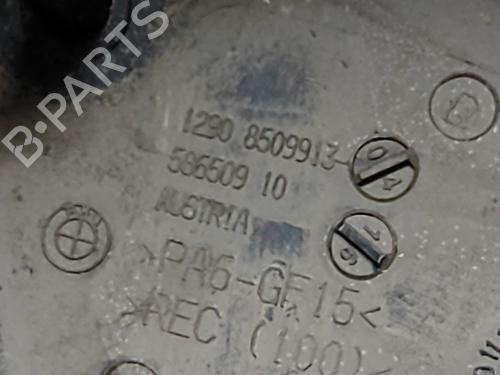 B-PARTS
1290 8509913-
586509 10
AUSTRIA
>PA6-GF15<
>REC (100)<